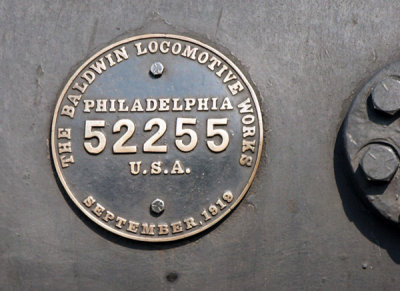 THE BALDWIN LOCOMOTIVE WORKS
PHILADELPHIA
52255
U.S.A.
SEPTEMBER, 1919